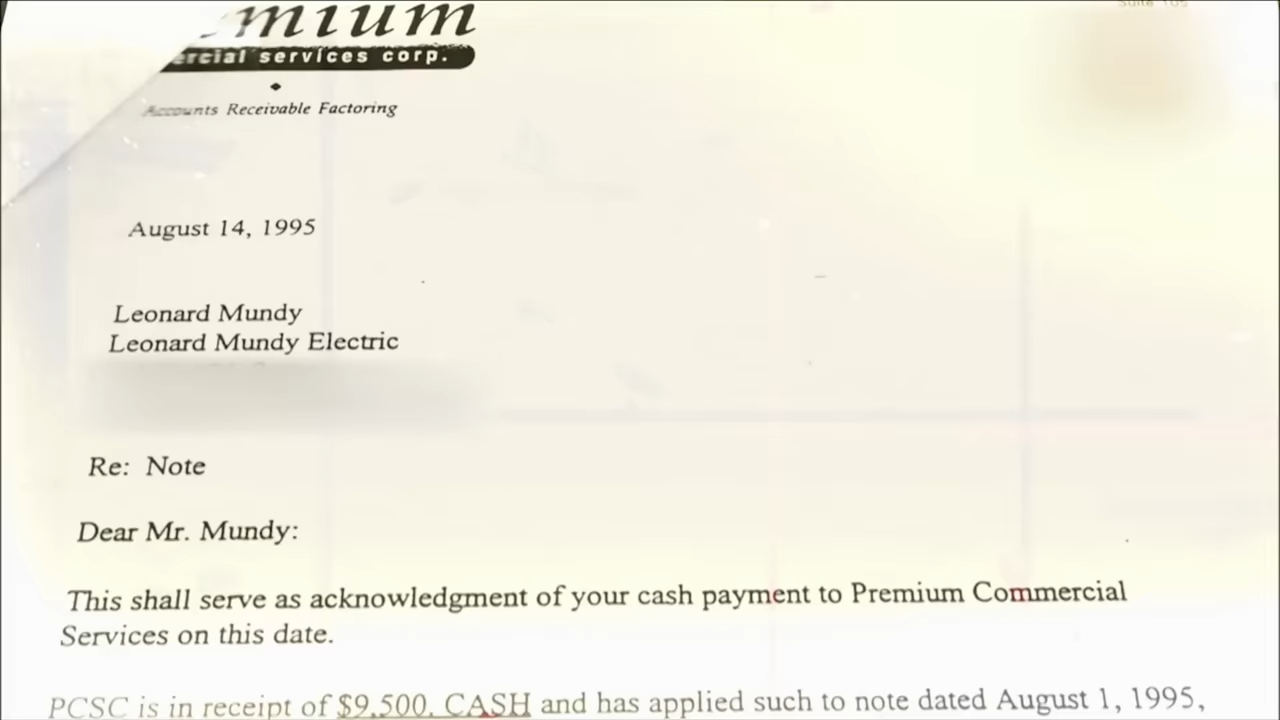 mium
Suite 105
ercial services corp.
Accounts Receivable Factoring
August 14, 1995
Leonard Mundy
Leonard Mundy Electric
Re: Note
Dear Mr. Mundy:
This shall serve as acknowledgment of your cash payment to Premium Commercial
Services on this date.
PCSC is in receipt of $9,500. CASH and has applied such to note dated August 1, 1995,